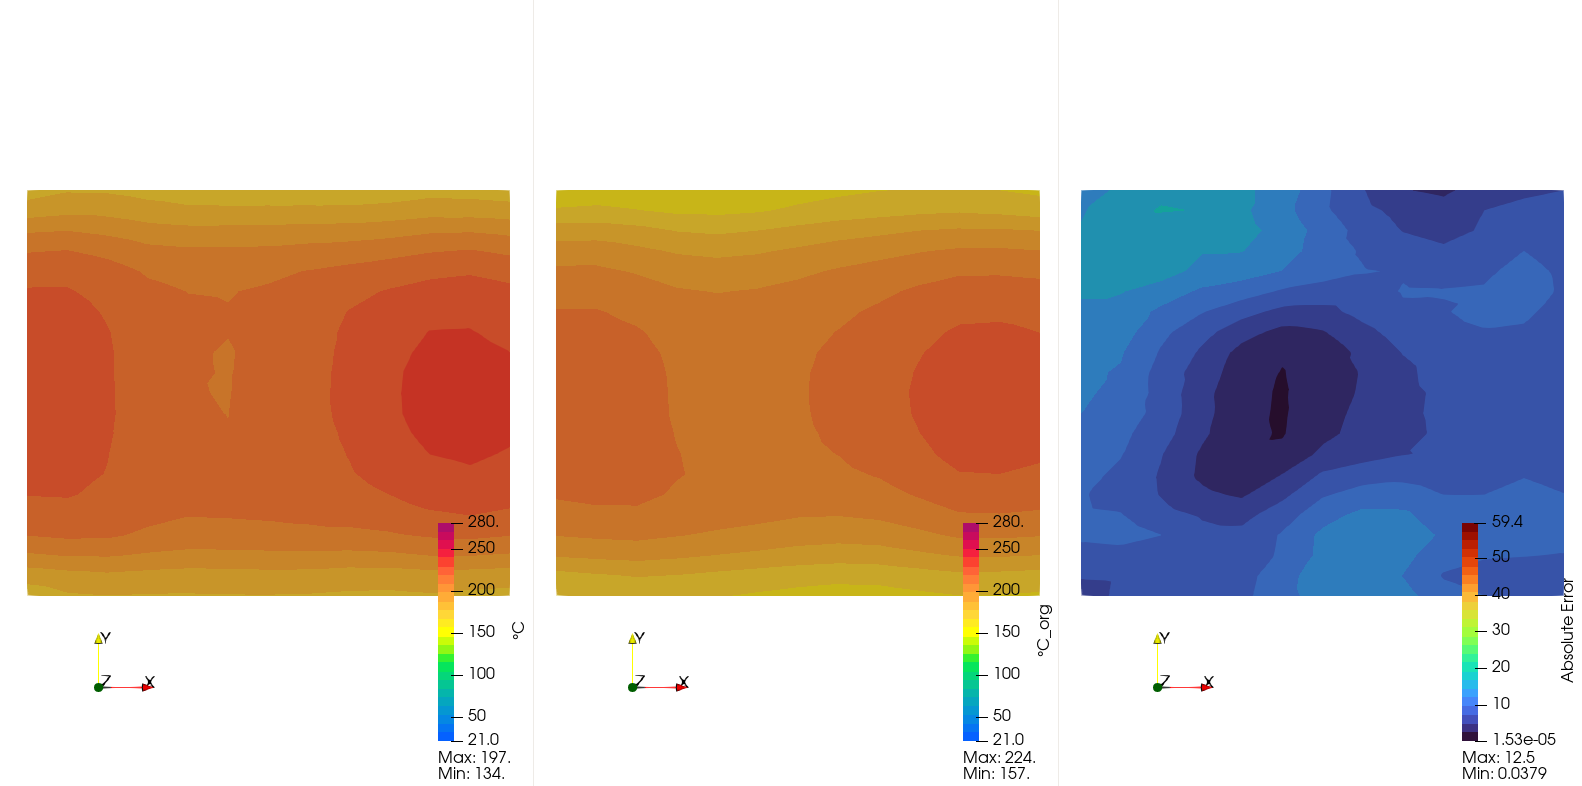 280.
250
200
150
100
50
21.0
°C
Max: 197.
Min: 134.
Y
Z
X
280.
250
200
150
100
50
21.0
°C_org
Max: 224.
Min: 157.
Y
Z
X
59.4
50
40
30
20
10
1.53e-05
Absolute Error
Max: 12.5
Min: 0.0379
Y
Z
X